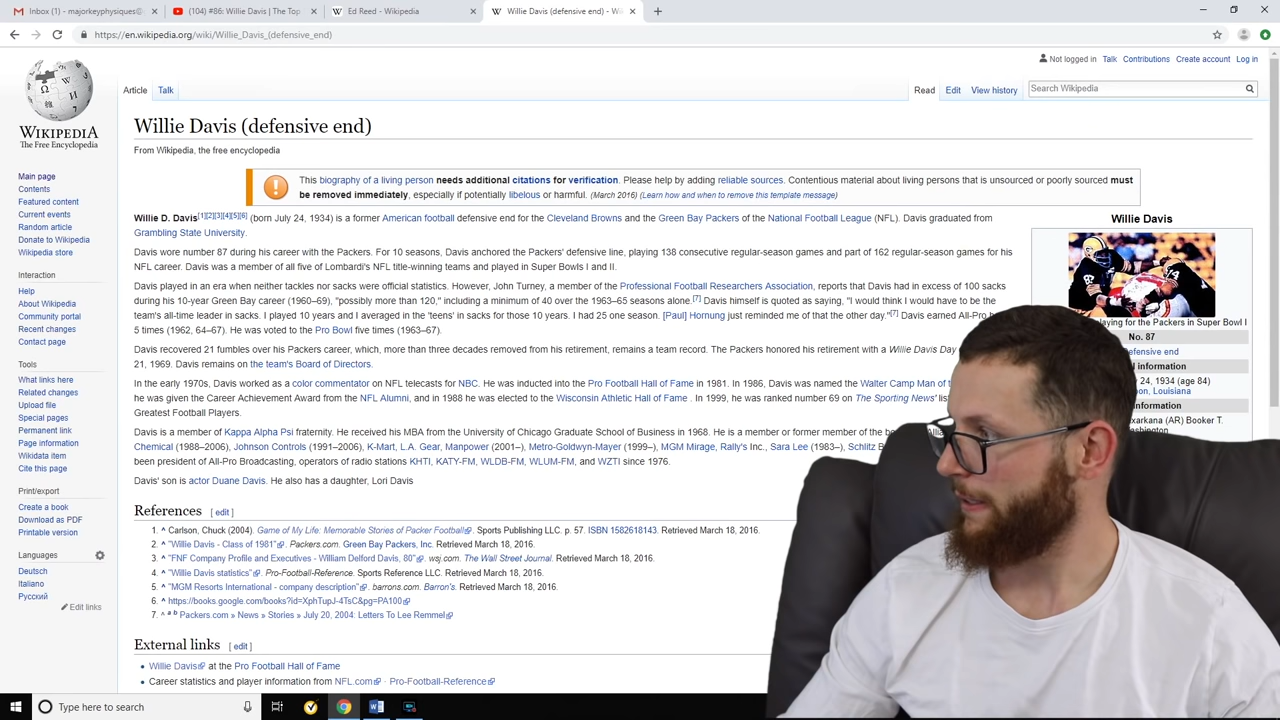 Inbox (1) - majorkeyphysiques@
(104) #86: Willie Davis | The Top
Ed Reed - Wikipedia
Willie Davis (defensive end) - Wi
https://en.wikipedia.org/wiki/Willie_Davis_(defensive_end)
Not logged in Talk Contributions Create account Log in
Article Talk Read Edit View history Search Wikipedia
WIKIPEDIA
The Free Encyclopedia
Main page
Contents
Featured content
Current events
Random article
Donate to Wikipedia
Wikipedia store
Interaction
Help
About Wikipedia
Community portal
Recent changes
Contact page
Tools
What links here
Related changes
Upload file
Special pages
Permanent link
Page information
Wikidata item
Cite this page
Print/export
Create a book
Download as PDF
Printable version
Languages
Deutsch
Italiano
Русский
Edit links
Willie Davis (defensive end)
From Wikipedia, the free encyclopedia
This biography of a living person needs additional citations for verification. Please help by adding reliable sources. Contentious material about living persons that is unsourced or poorly sourced must
be removed immediately, especially if potentially libelous or harmful. (March 2016) (Learn how and when to remove this template message)
Willie D. Davis[1][2][3][4][5][6] (born July 24, 1934) is a former American football defensive end for the Cleveland Browns and the Green Bay Packers of the National Football League (NFL). Davis graduated from
Grambling State University.
Davis wore number 87 during his career with the Packers. For 10 seasons, Davis anchored the Packers' defensive line, playing 138 consecutive regular-season games and part of 162 regular-season games for his
NFL career. Davis was a member of all five of Lombardi's NFL title-winning teams and played in Super Bowls I and II.
Davis played in an era when neither tackles nor sacks were official statistics. However, John Turney, a member of the Professional Football Researchers Association, reports that Davis had in excess of 100 sacks
during his 10-year Green Bay career (1960–69), "possibly more than 120," including a minimum of 40 over the 1963–65 seasons alone.[7] Davis himself is quoted as saying, "I would think I would have to be the
team's all-time leader in sacks. I played 10 years and I averaged in the 'teens' in sacks for those 10 years. I had 25 one season. [Paul] Hornung just reminded me of that the other day."[7] Davis earned All-Pro
5 times (1962, 64–67). He was voted to the Pro Bowl five times (1963–67).
Davis recovered 21 fumbles over his Packers career, which, more than three decades removed from his retirement, remains a team record. The Packers honored his retirement with a Willie Davis Day
21, 1969. Davis remains on the team's Board of Directors.
In the early 1970s, Davis worked as a color commentator on NFL telecasts for NBC. He was inducted into the Pro Football Hall of Fame in 1981. In 1986, Davis was named the Walter Camp Man of
he was given the Career Achievement Award from the NFL Alumni, and in 1988 he was elected to the Wisconsin Athletic Hall of Fame . In 1999, he was ranked number 69 on The Sporting News'
Greatest Football Players.
Davis is a member of Kappa Alpha Psi fraternity. He received his MBA from the University of Chicago Graduate School of Business in 1968. He is a member or former member of the
Chemical (1988–2006), Johnson Controls (1991–2006), K-Mart, L.A. Gear, Manpower (2001–), Metro-Goldwyn-Mayer (1999–), MGM Mirage, Rally's Inc., Sara Lee (1983–), Schlitz
been president of All-Pro Broadcasting, operators of radio stations KHTI, KATY-FM, WLDB-FM, WLUM-FM, and WZTI since 1976.
Davis' son is actor Duane Davis. He also has a daughter, Lori Davis
References [ edit ]
1. ^ Carlson, Chuck (2004). Game of My Life: Memorable Stories of Packer Football. Sports Publishing LLC. p. 57. ISBN 1582618143. Retrieved March 18, 2016.
2. ^ "Willie Davis - Class of 1981". Packers.com. Green Bay Packers, Inc. Retrieved March 18, 2016.
3. ^ "FNF Company Profile and Executives - William Delford Davis, 80". wsj.com. The Wall Street Journal. Retrieved March 18, 2016.
4. ^ "Willie Davis statistics". Pro-Football-Reference. Sports Reference LLC. Retrieved March 18, 2016.
5. ^ "MGM Resorts International - company description". barrons.com. Barron's. Retrieved March 18, 2016.
6. ^ https://books.google.com/books?id=XphTupJ-4TsC&pg=PA100
7. ^ a b Packers.com » News » Stories » July 20, 2004: Letters To Lee Remmel
External links [ edit ]
Willie Davis at the Pro Football Hall of Fame
Career statistics and player information from NFL.com · Pro-Football-Reference
Willie Davis
playing for the Packers in Super Bowl I
No. 87
efensive end
information
24, 1934 (age 84)
on, Louisiana
information
xarkana (AR) Booker T.
Washington
Type here to search